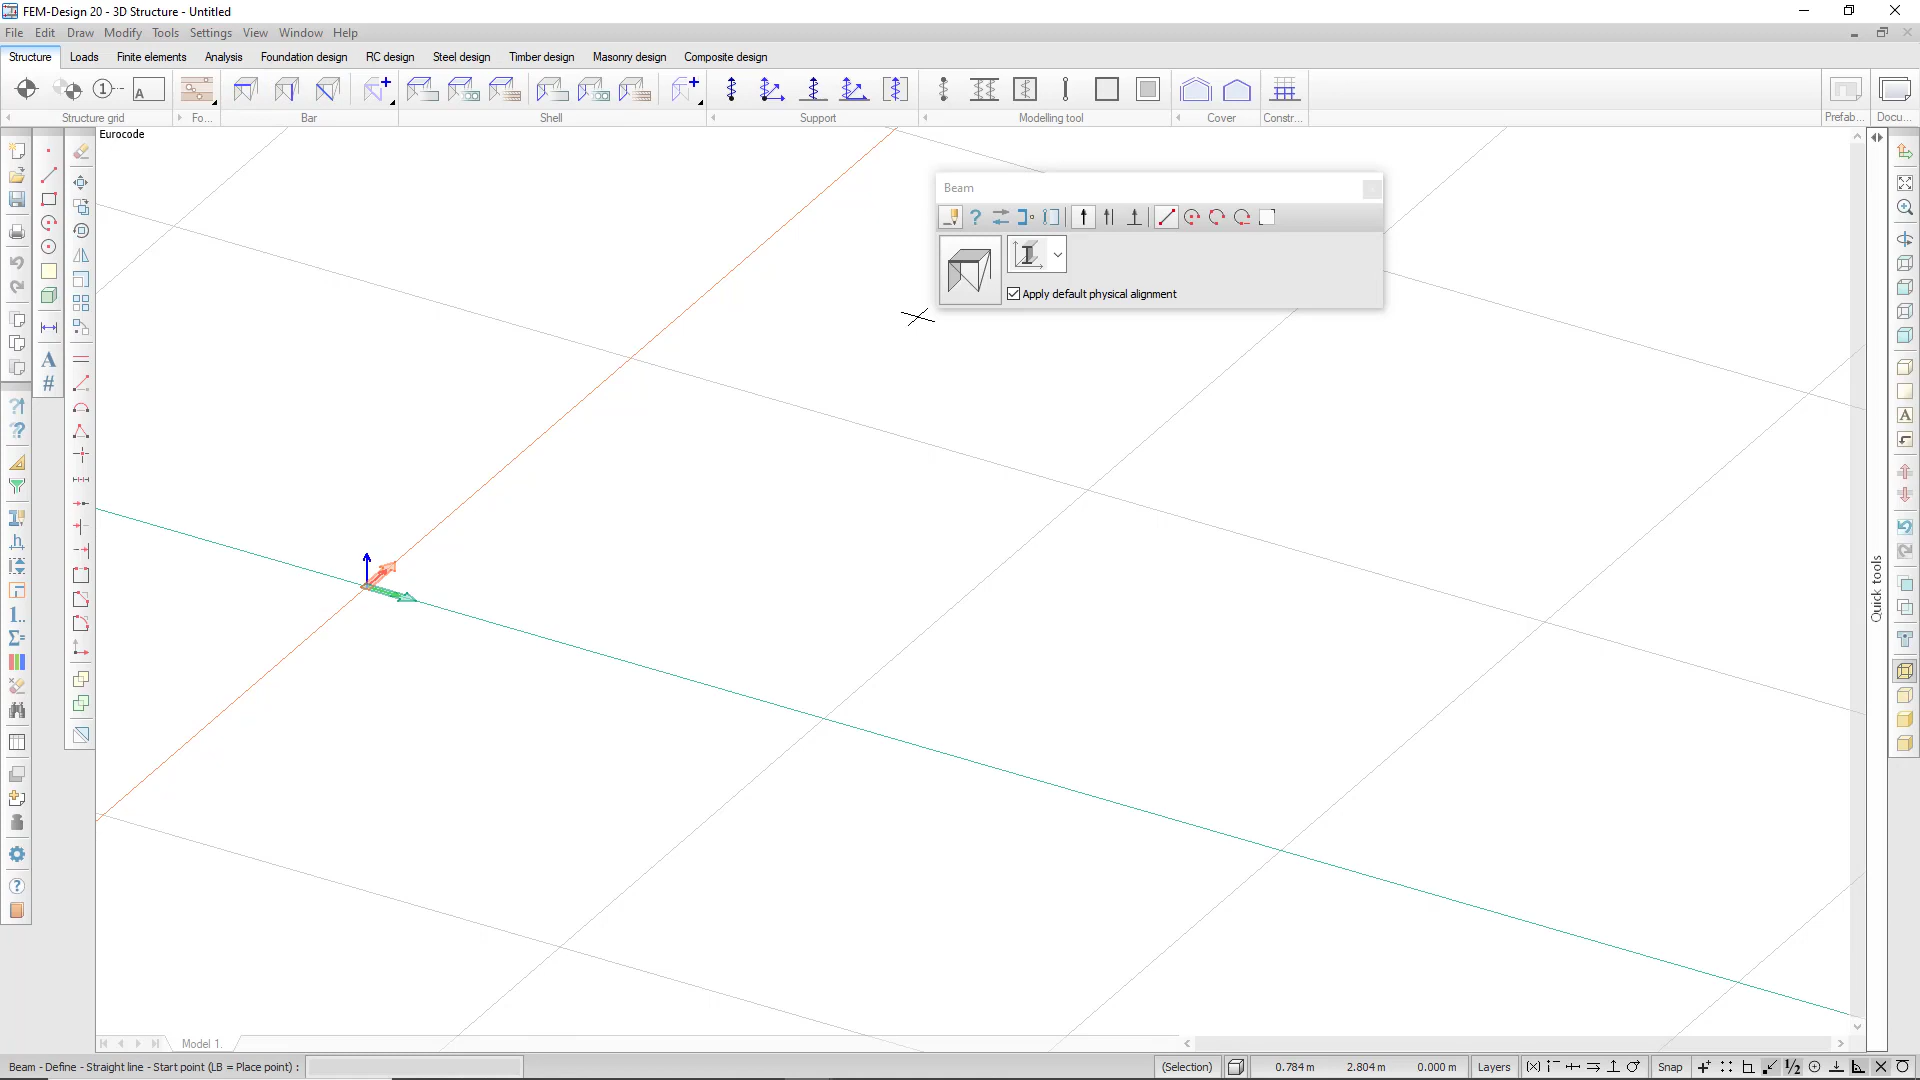 FEM-Design 20 - 3D Structure - Untitled
File Edit Draw Modify Tools Settings View Window Help
Structure Loads Finite elements Analysis Foundation design RC design Steel design Timber design Masonry design Composite design
Structure grid Fo... Bar Shell Support Modelling tool Cover Constr... Prefab... Docu...
Eurocode
Beam
Apply default physical alignment
Quick tools
Model 1.
Beam - Define - Straight line - Start point (LB = Place point) :
(Selection) 0.784 m 2.804 m 0.000 m Layers Snap